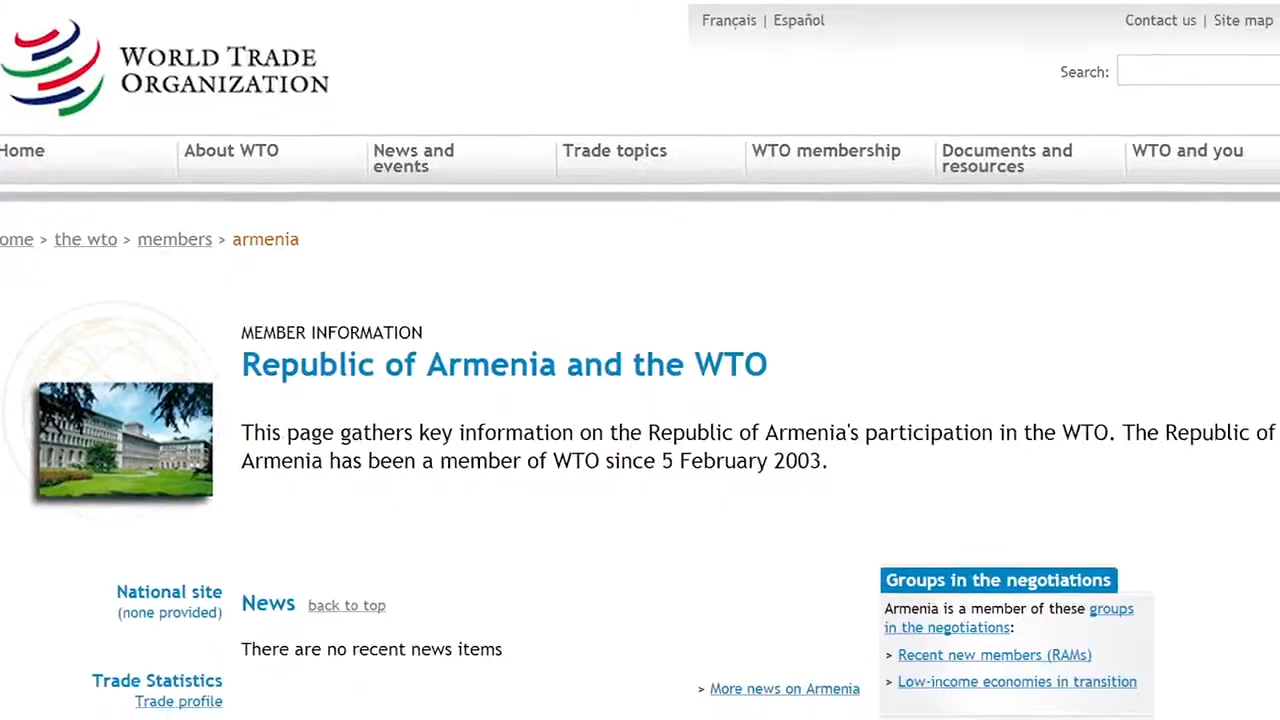 Français | Español
Contact us | Site map
WORLD TRADE
ORGANIZATION
Search:
Home
About WTO
News and
events
Trade topics
WTO membership
Documents and
resources
WTO and you
ome > the wto > members > armenia
MEMBER INFORMATION
Republic of Armenia and the WTO
This page gathers key information on the Republic of Armenia's participation in the WTO. The Republic of
Armenia has been a member of WTO since 5 February 2003.
National site
(none provided)
Trade Statistics
Trade profile
News back to top
There are no recent news items
> More news on Armenia
Groups in the negotiations
Armenia is a member of these groups
in the negotiations:
> Recent new members (RAMs)
> Low-income economies in transition